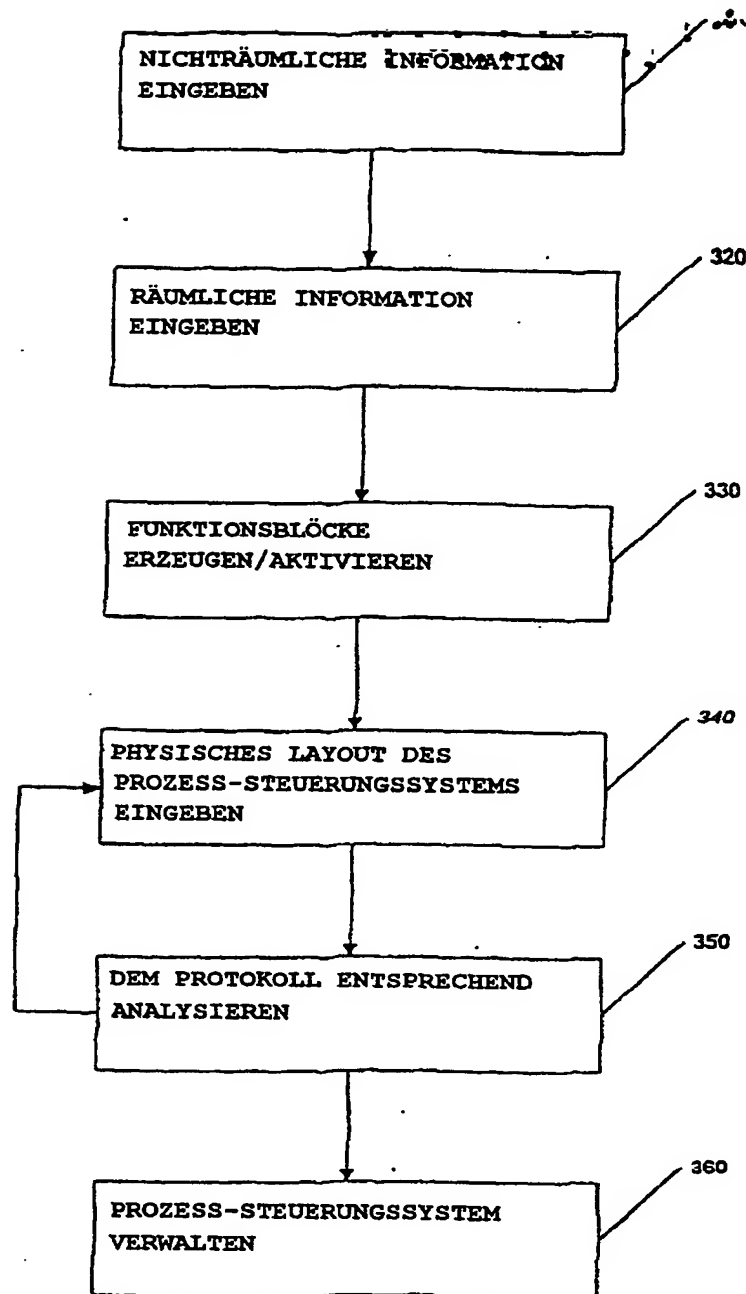 NICHTRÄUMLICHE INFORMATION
EINGEBEN
320
RÄUMLICHE INFORMATION
EINGEBEN
330
FUNKTIONSBLÖCKE
ERZEUGEN/AKTIVIEREN
340
PHYSISCHES LAYOUT DES
PROZESS-STEUERUNGSSYSTEMS
EINGEBEN
350
DEM PROTOKOLL ENTSPRECHEND
ANALYSIEREN
360
PROZESS-STEUERUNGSSYSTEM
VERWALTEN